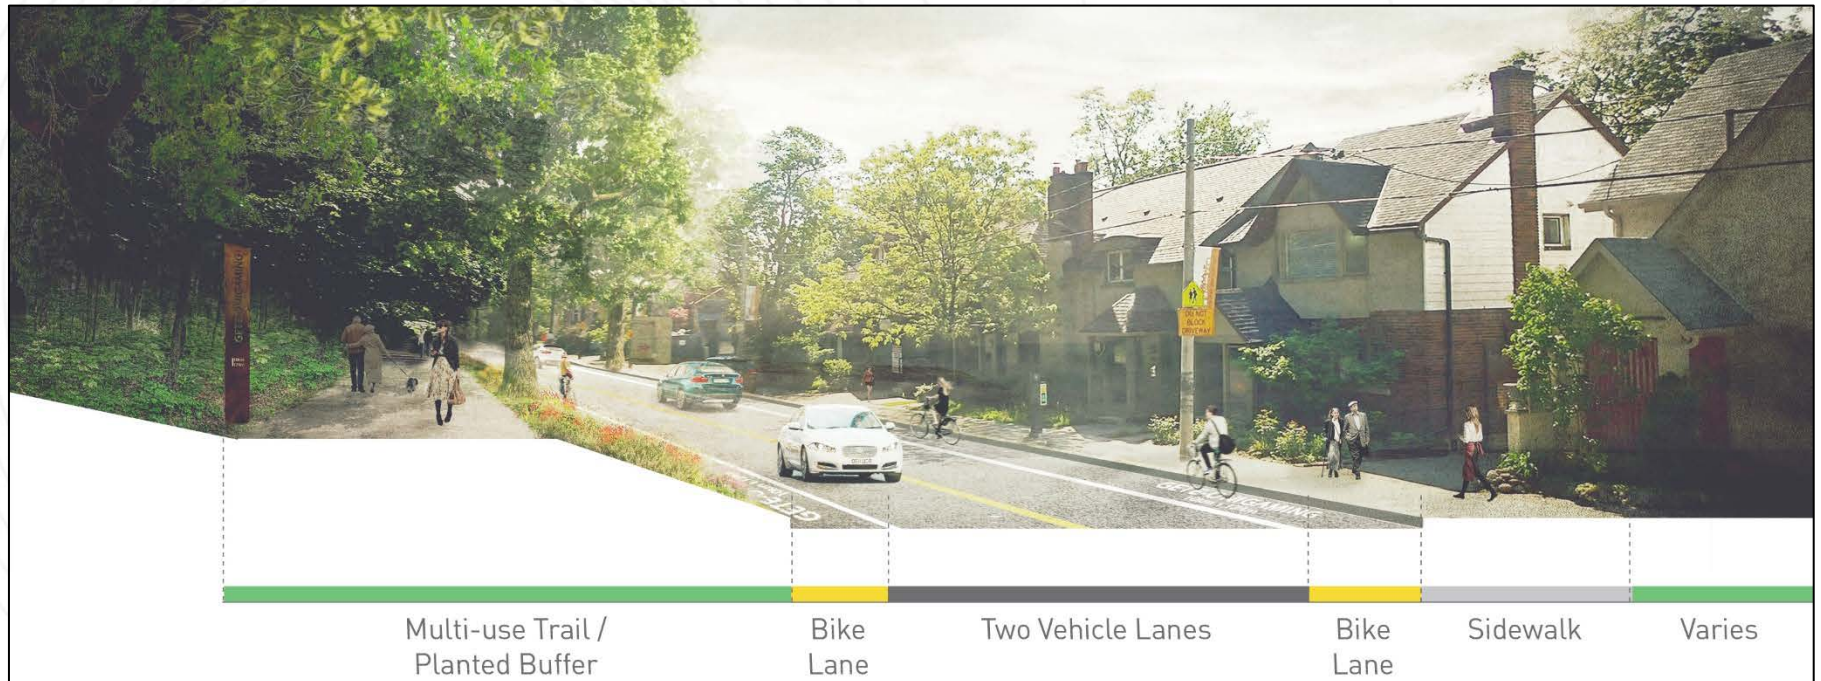 DO NOT
BLOCK
DRIVEWAY
Multi-use Trail /
Planted Buffer
Bike
Lane
Two Vehicle Lanes
Bike
Lane
Sidewalk
Varies